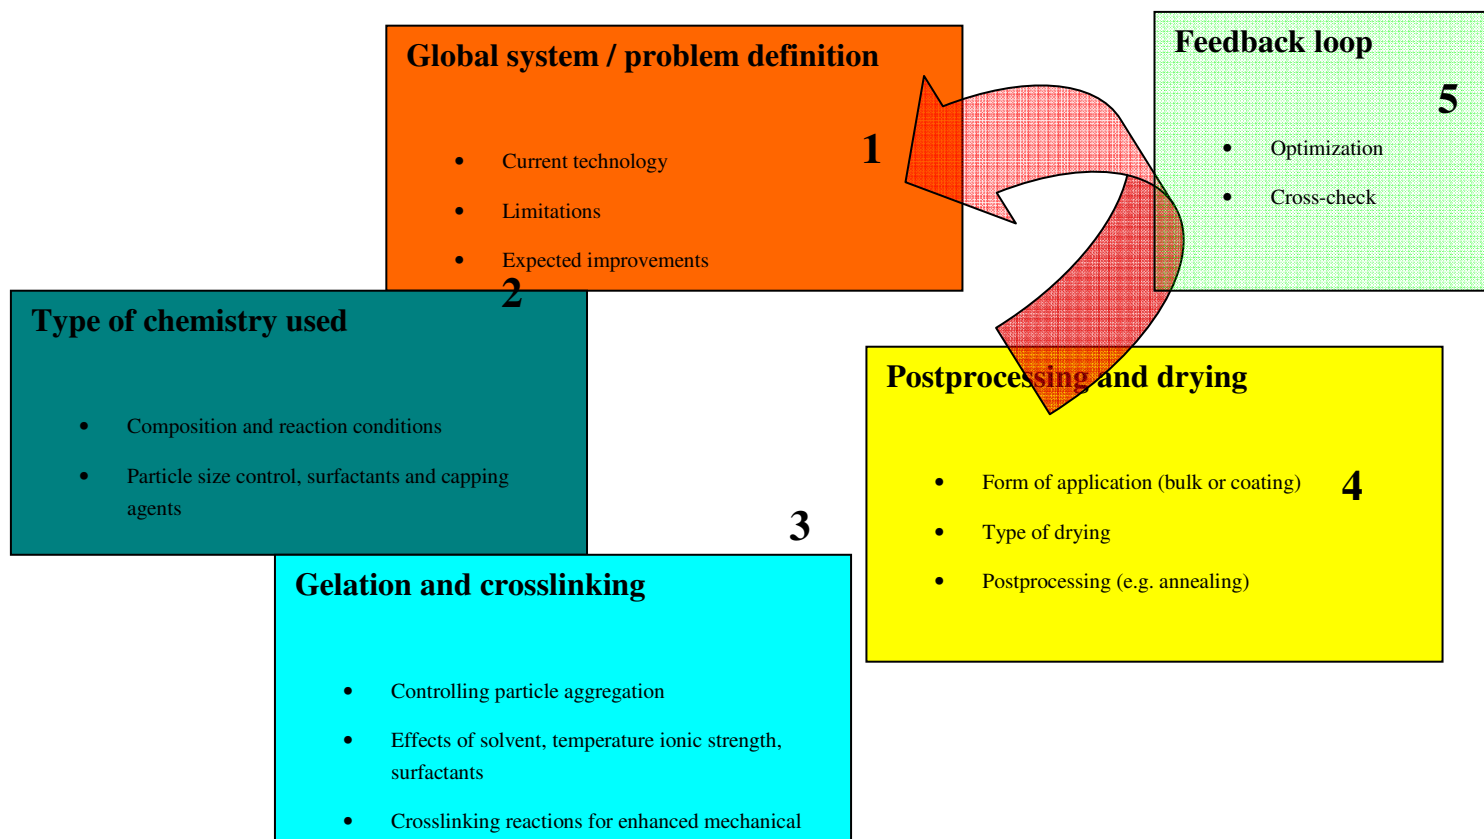 Global system / problem definition
1
• Current technology
• Limitations
• Expected improvements
Feedback loop
5
• Optimization
• Cross-check
2
Type of chemistry used
• Composition and reaction conditions
• Particle size control, surfactants and capping
agents
3
Gelation and crosslinking
• Controlling particle aggregation
• Effects of solvent, temperature ionic strength,
surfactants
• Crosslinking reactions for enhanced mechanical
Postprocessing and drying
4
• Form of application (bulk or coating)
• Type of drying
• Postprocessing (e.g. annealing)